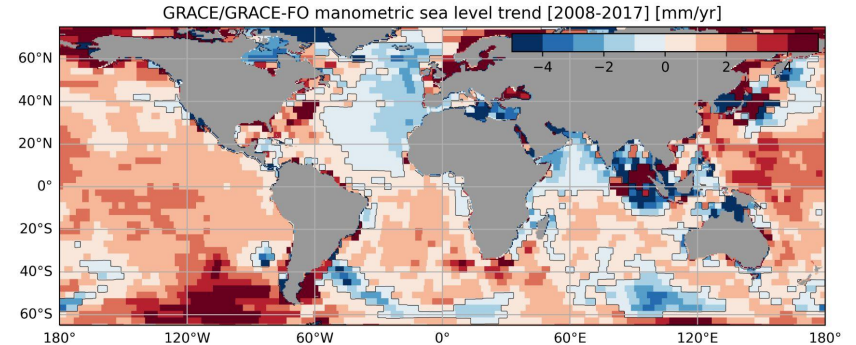 GRACE/GRACE-FO manometric sea level trend [2008-2017] [mm/yr]
−4 −2 0 2 4
60°N
40°N
20°N
0°
20°S
40°S
60°S
180° 120°W 60°W 0° 60°E 120°E 180°